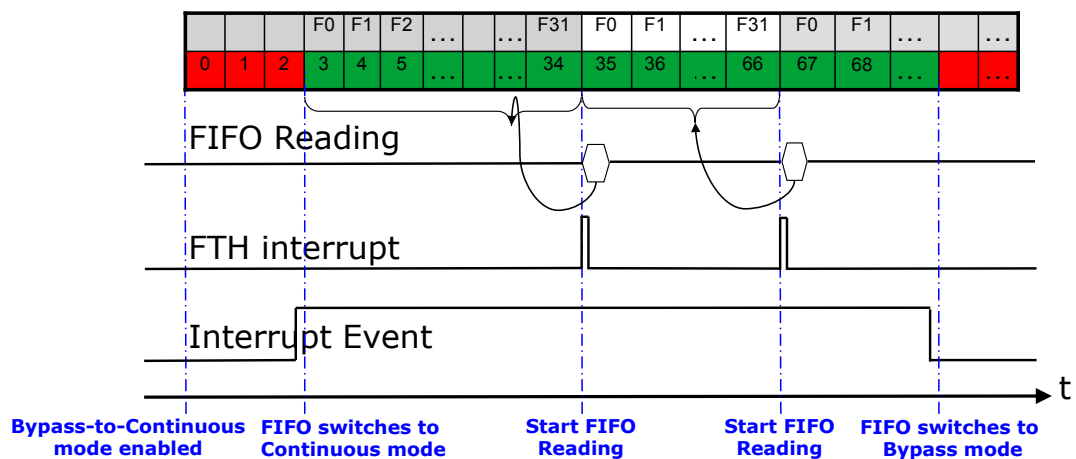 F0 F1 F2 ... ... F31 F0 F1 ... F31 F0 F1 ... ...
0 1 2 3 4 5 ... ... 34 35 36 ... 66 67 68 ... ...
FIFO Reading
FTH interrupt
Interrupt Event
t
Bypass-to-Continuous
mode enabled
FIFO switches to
Continuous mode
Start FIFO
Reading
Start FIFO
Reading
FIFO switches to
Bypass mode